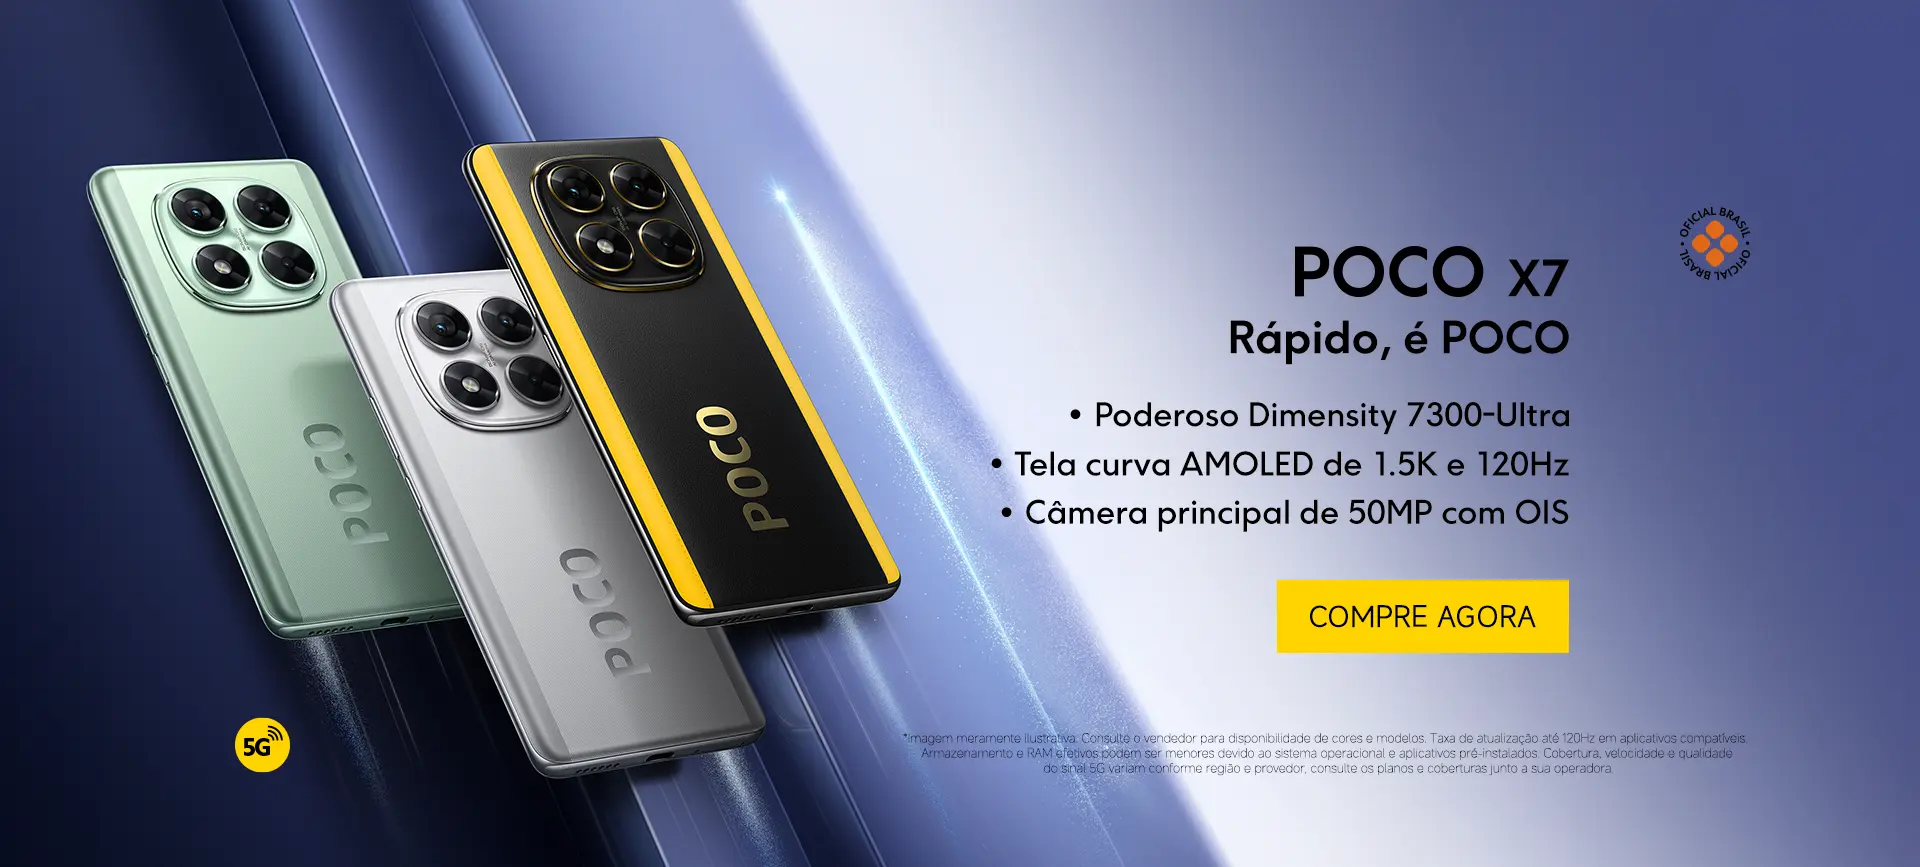 POCO X7
Rápido, é POCO
• Poderoso Dimensity 7300-Ultra
• Tela curva AMOLED de 1.5K e 120Hz
• Câmera principal de 50MP com OIS
COMPRE AGORA
OFICIAL BRASIL • OFICIAL BRASIL •
POCO
POCO
POCO
5G
*Imagem meramente ilustrativa. Consulte o vendedor para disponibilidade de cores e modelos. Taxa de atualização até 120Hz em aplicativos compatíveis.
Armazenamento e RAM efetivos podem ser menores devido ao sistema operacional e aplicativos pré-instalados. Cobertura, velocidade e qualidade
do sinal 5G variam conforme região e provedor, consulte os planos e coberturas junto a sua operadora.